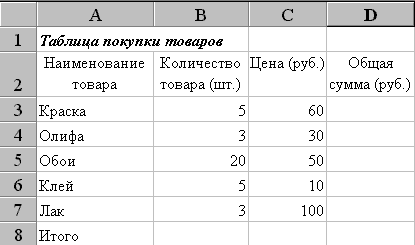 A B C D
1 Таблица покупки товаров
2 Наименование товара Количество товара (шт.) Цена (руб.) Общая сумма (руб.)
3 Краска 5 60
4 Олифа 3 30
5 Обои 20 50
6 Клей 5 10
7 Лак 3 100
8 Итого